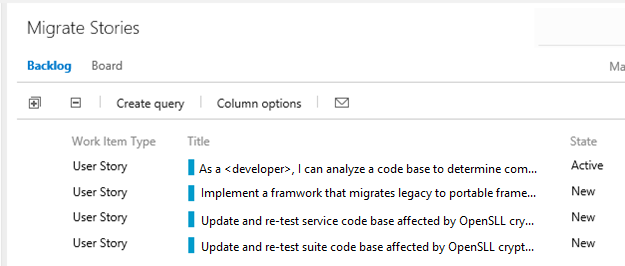 Migrate Stories
Backlog Board Ma
Create query Column options
Work Item Type Title State
User Story As a <developer>, I can analyze a code base to determine com... Active
User Story Implement a framwork that migrates legacy to portable frame... New
User Story Update and re-test service code base affected by OpenSLL cry... New
User Story Update and re-test suite code base affected by OpenSLL crypt... New